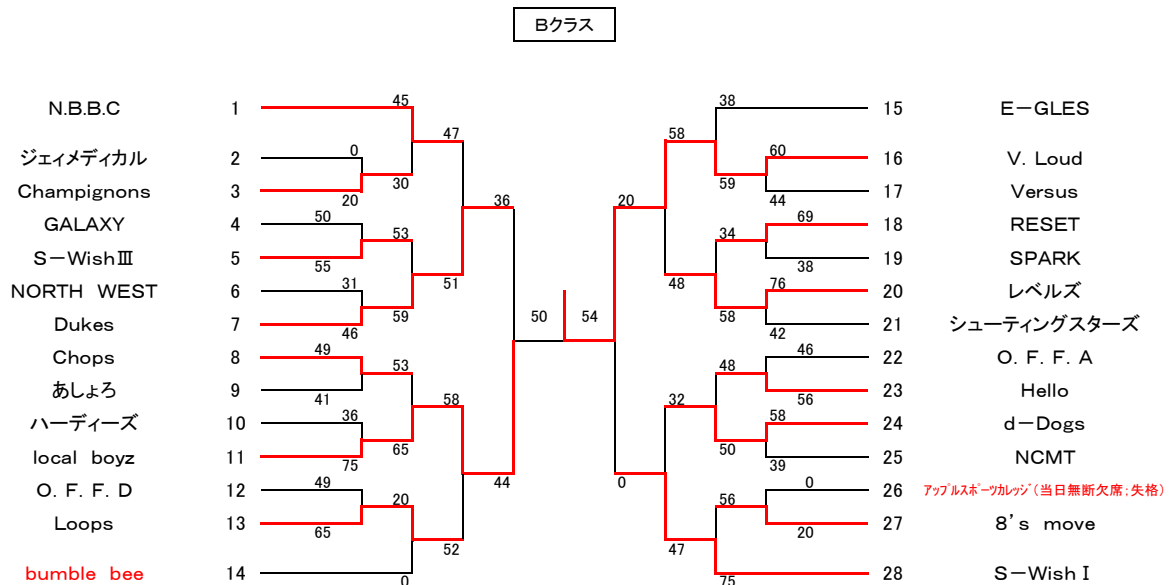 Bクラス
N.B.B.C 1 45 38 15 E-GLES
47 58
ジェィメディカル 2 0 60 16 V. Loud
Champignons 3 20 30 59 44 17 Versus
36 20
GALAXY 4 50 69 18 RESET
53 34
S-WishⅢ 5 55 38 19 SPARK
51 48
NORTH WEST 6 31 76 20 レベルズ
59 58
Dukes 7 46 42 21 シューティングスターズ
50 54
Chops 8 49 46 22 O. F. F. A
53 48
あしょろ 9 41 56 23 Hello
58 32
ハーディーズ 10 36 58 24 d-Dogs
65 50
local boyz 11 75 39 25 NCMT
44 0
O. F. F. D 12 49 0 26 アップルスポーツカレッジ(当日無断欠席;失格)
20 56
Loops 13 65 20 27 8's move
52 47
bumble bee 14 0 75 28 S-Wish I